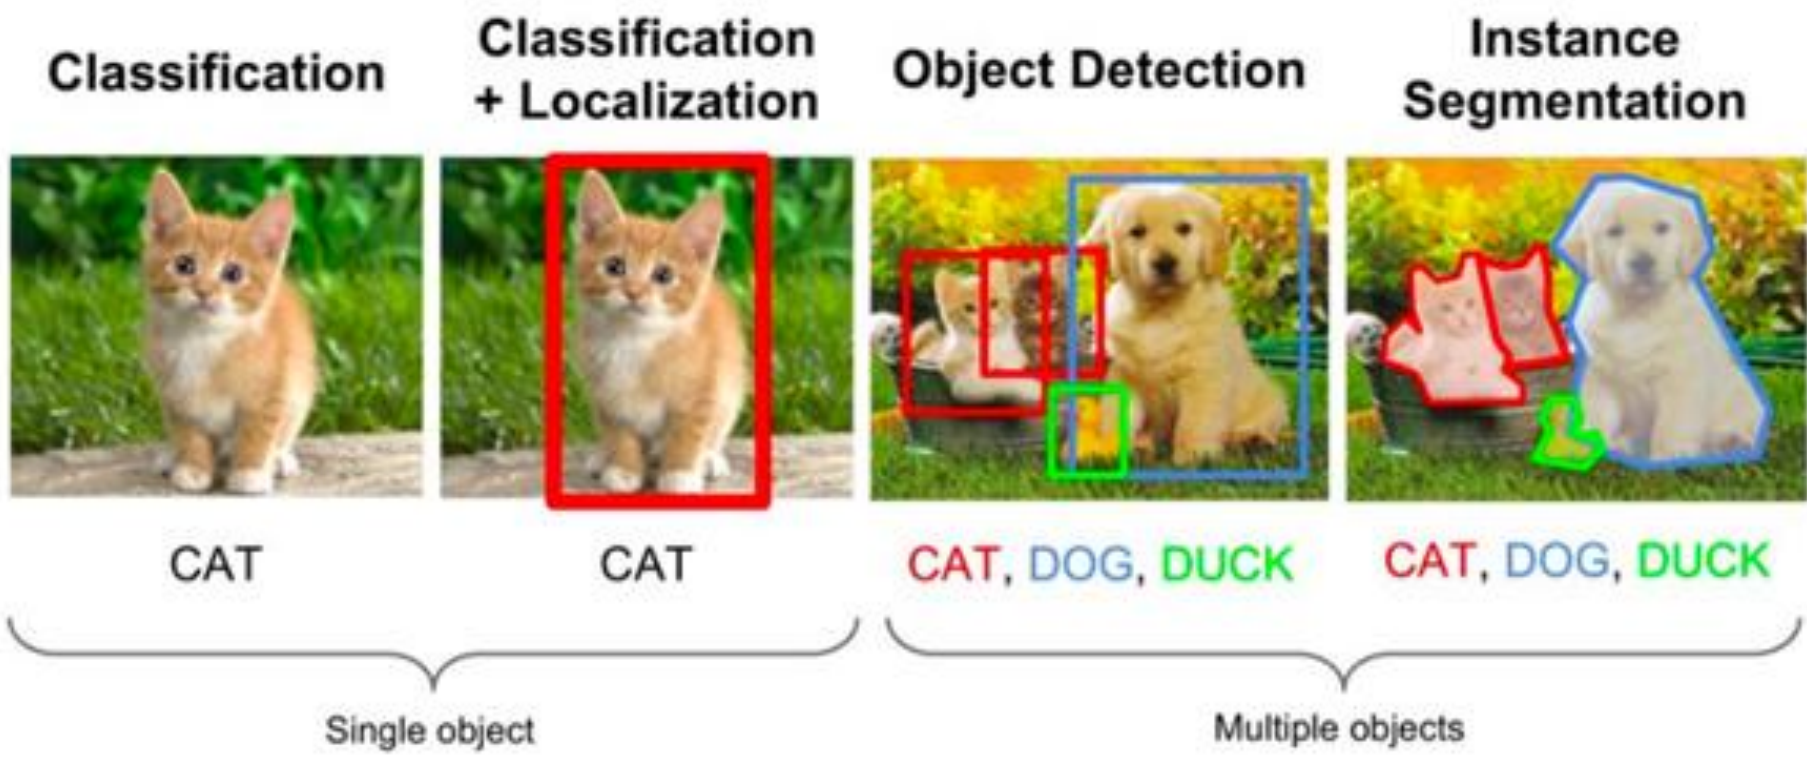 Classification
Classification
+ Localization
Object Detection
Instance
Segmentation
CAT
CAT
CAT, DOG, DUCK
CAT, DOG, DUCK
Single object
Multiple objects